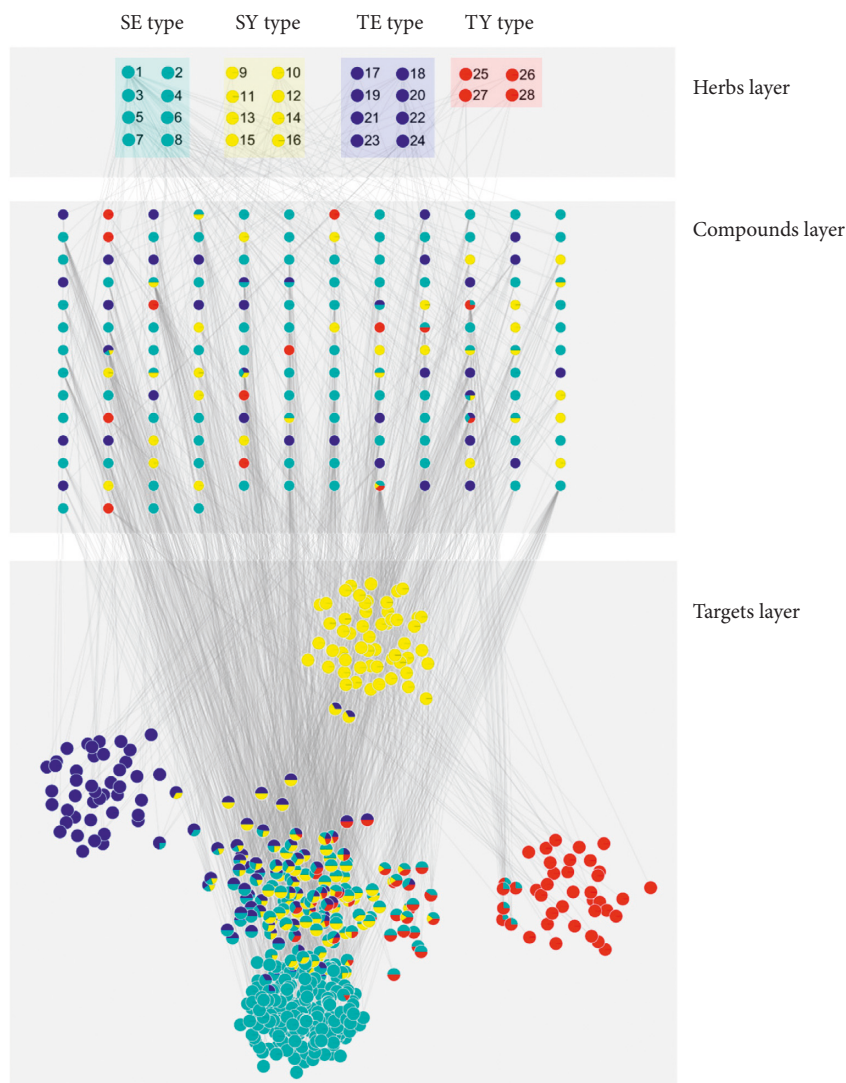 SE type SY type TE type TY type
1 2 9 10 17 18 25 26
3 4 11 12 19 20 27 28
5 6 13 14 21 22
7 8 15 16 23 24
Herbs layer
Compounds layer
Targets layer